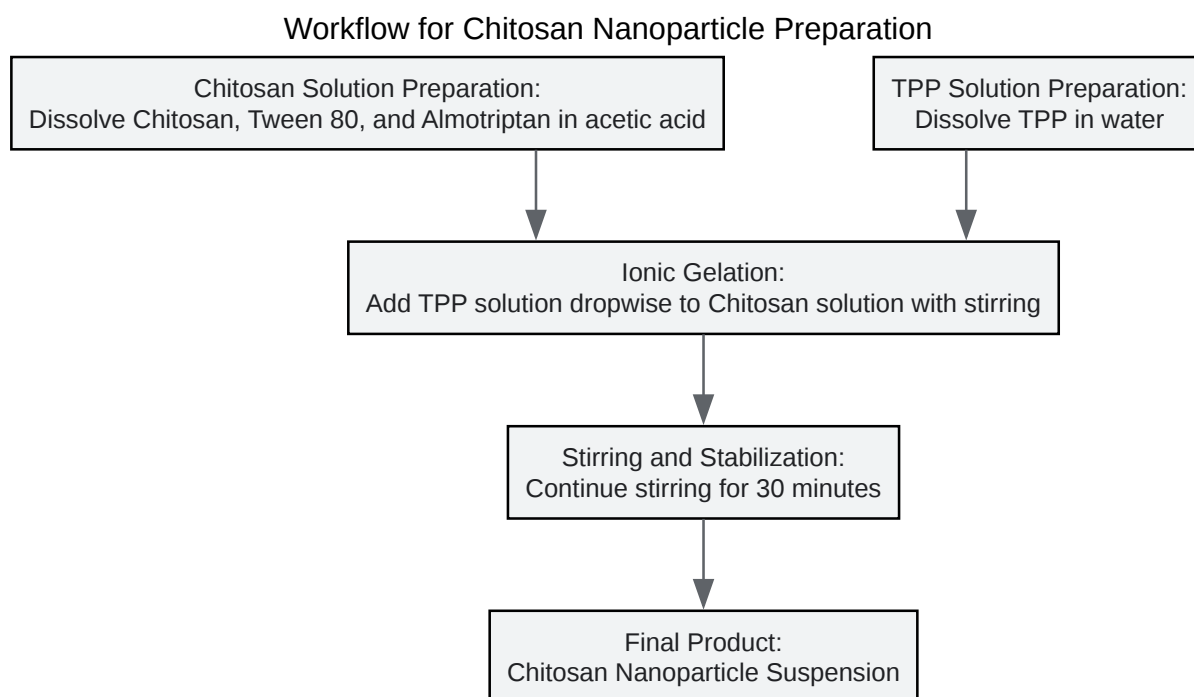 Workflow for Chitosan Nanoparticle Preparation
Chitosan Solution Preparation:
Dissolve Chitosan, Tween 80, and Almotriptan in acetic acid
TPP Solution Preparation:
Dissolve TPP in water
Ionic Gelation:
Add TPP solution dropwise to Chitosan solution with stirring
Stirring and Stabilization:
Continue stirring for 30 minutes
Final Product:
Chitosan Nanoparticle Suspension